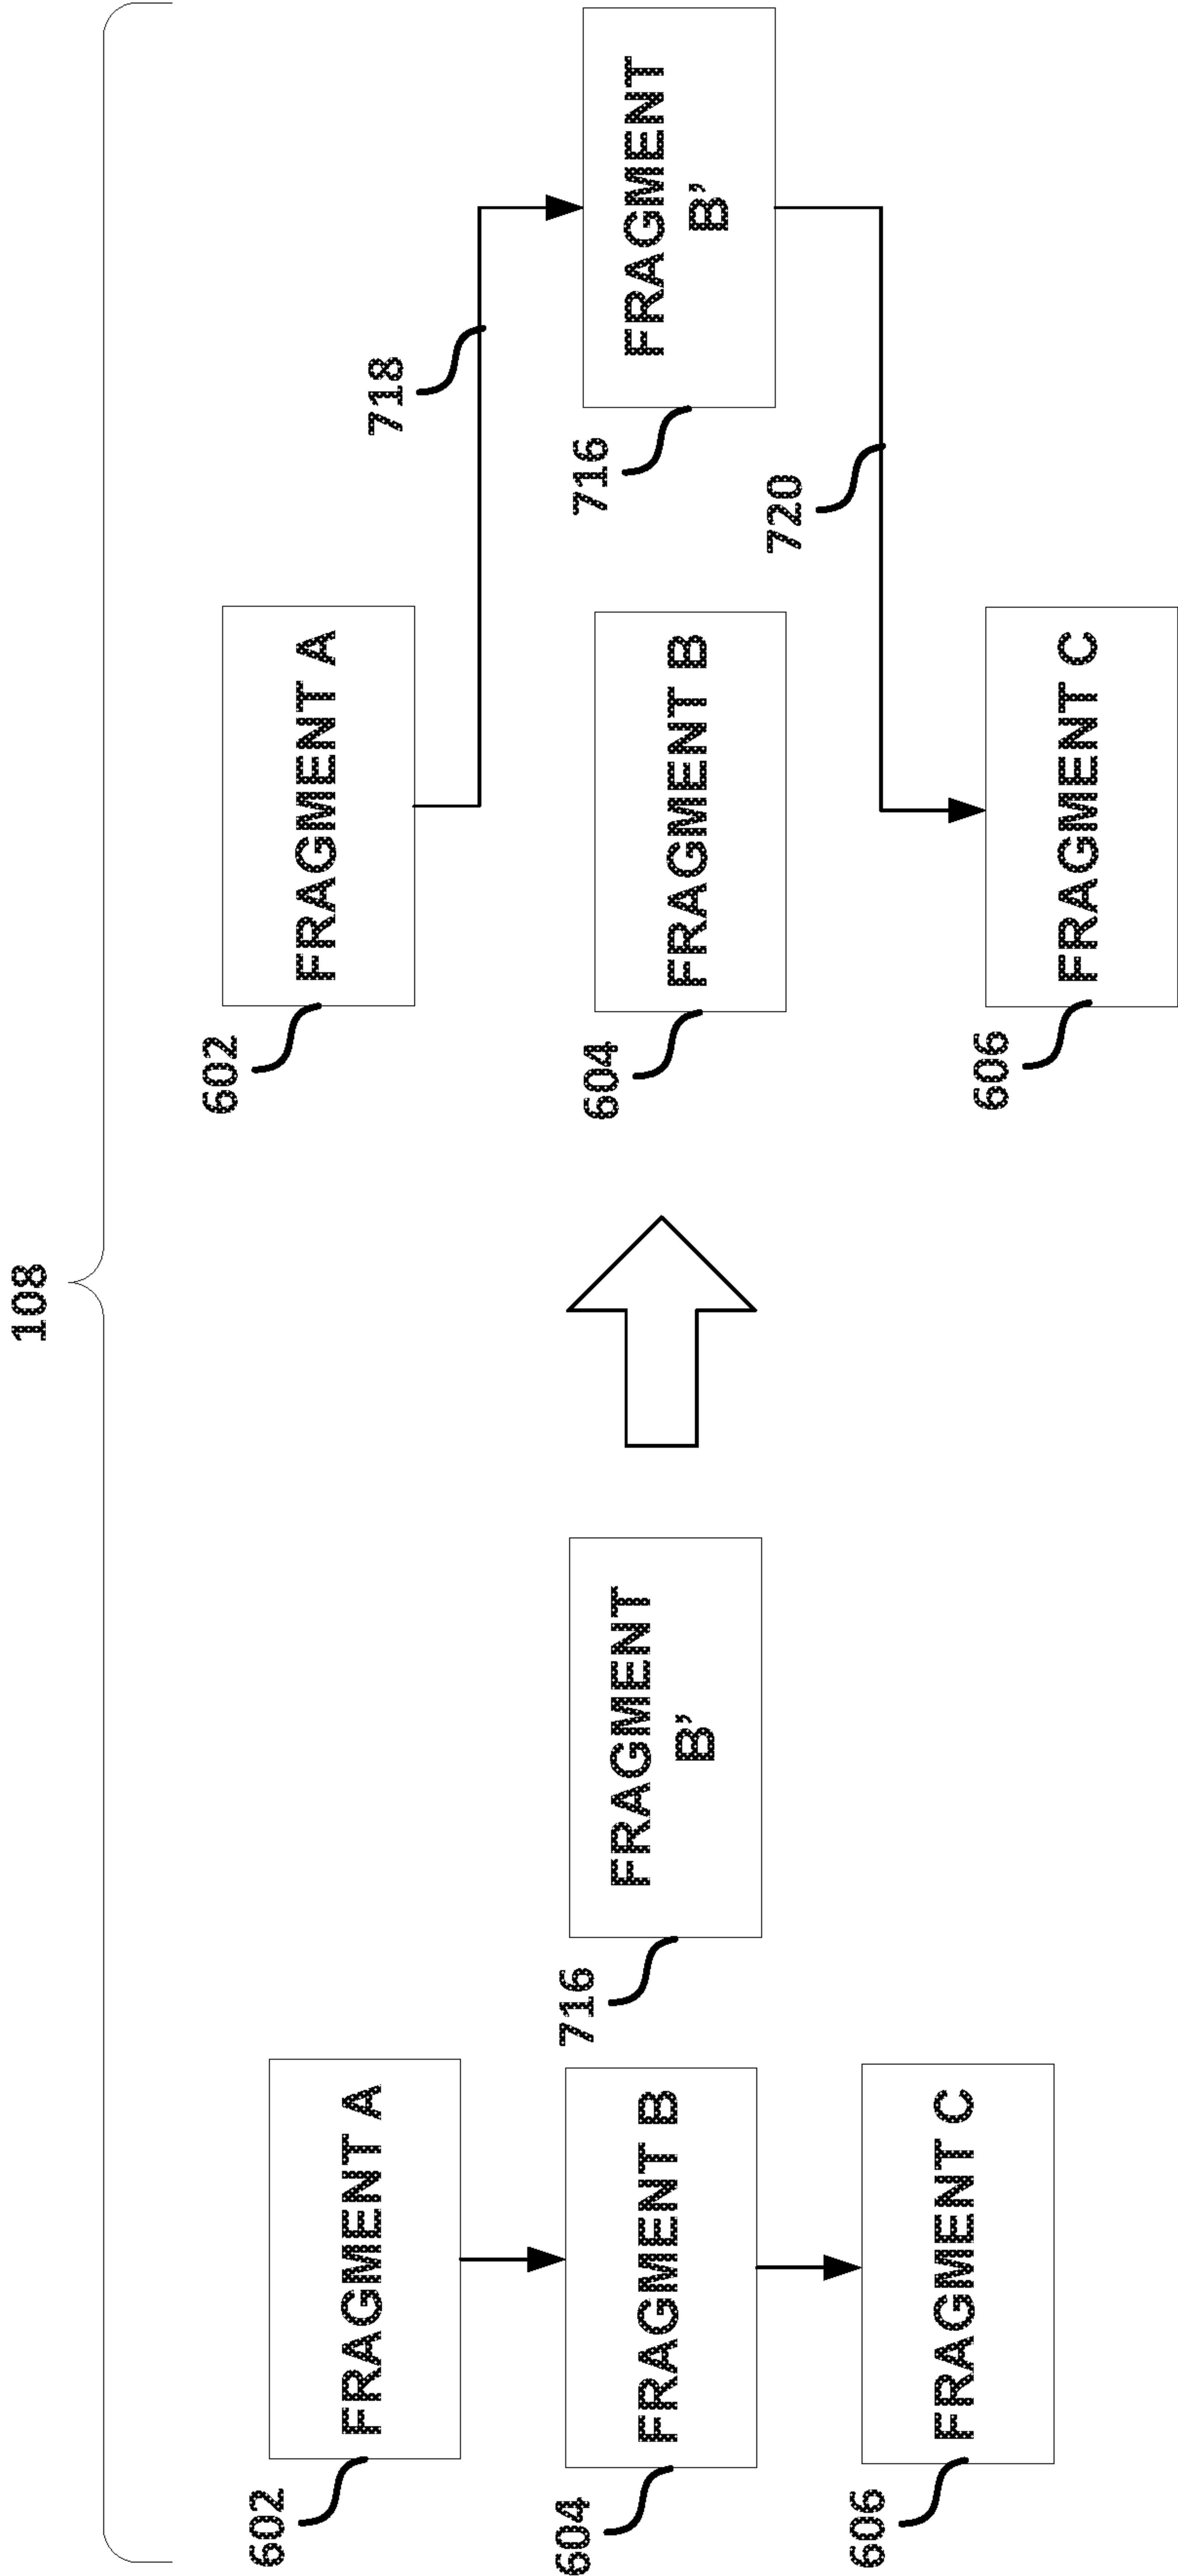 108
602
FRAGMENT A
604
FRAGMENT B
606
FRAGMENT C
716
FRAGMENT
B’
602
FRAGMENT A
718
604
FRAGMENT B
716
FRAGMENT
B’
720
606
FRAGMENT C